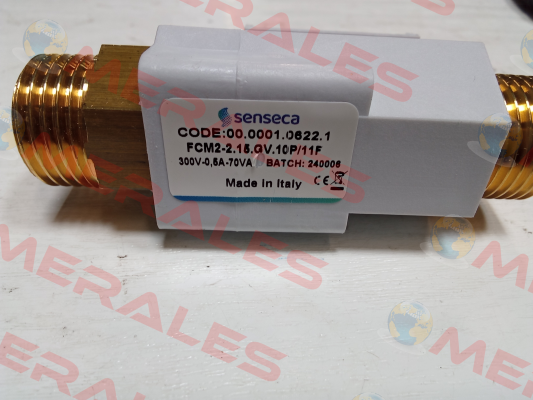 senseca
CODE:00.0001.0622.1
FCM2-2.15.GV.10P/11F
300V-0,5A-70VA BATCH: 240006
Made in Italy CE
MERALES
MERALES
MERALES